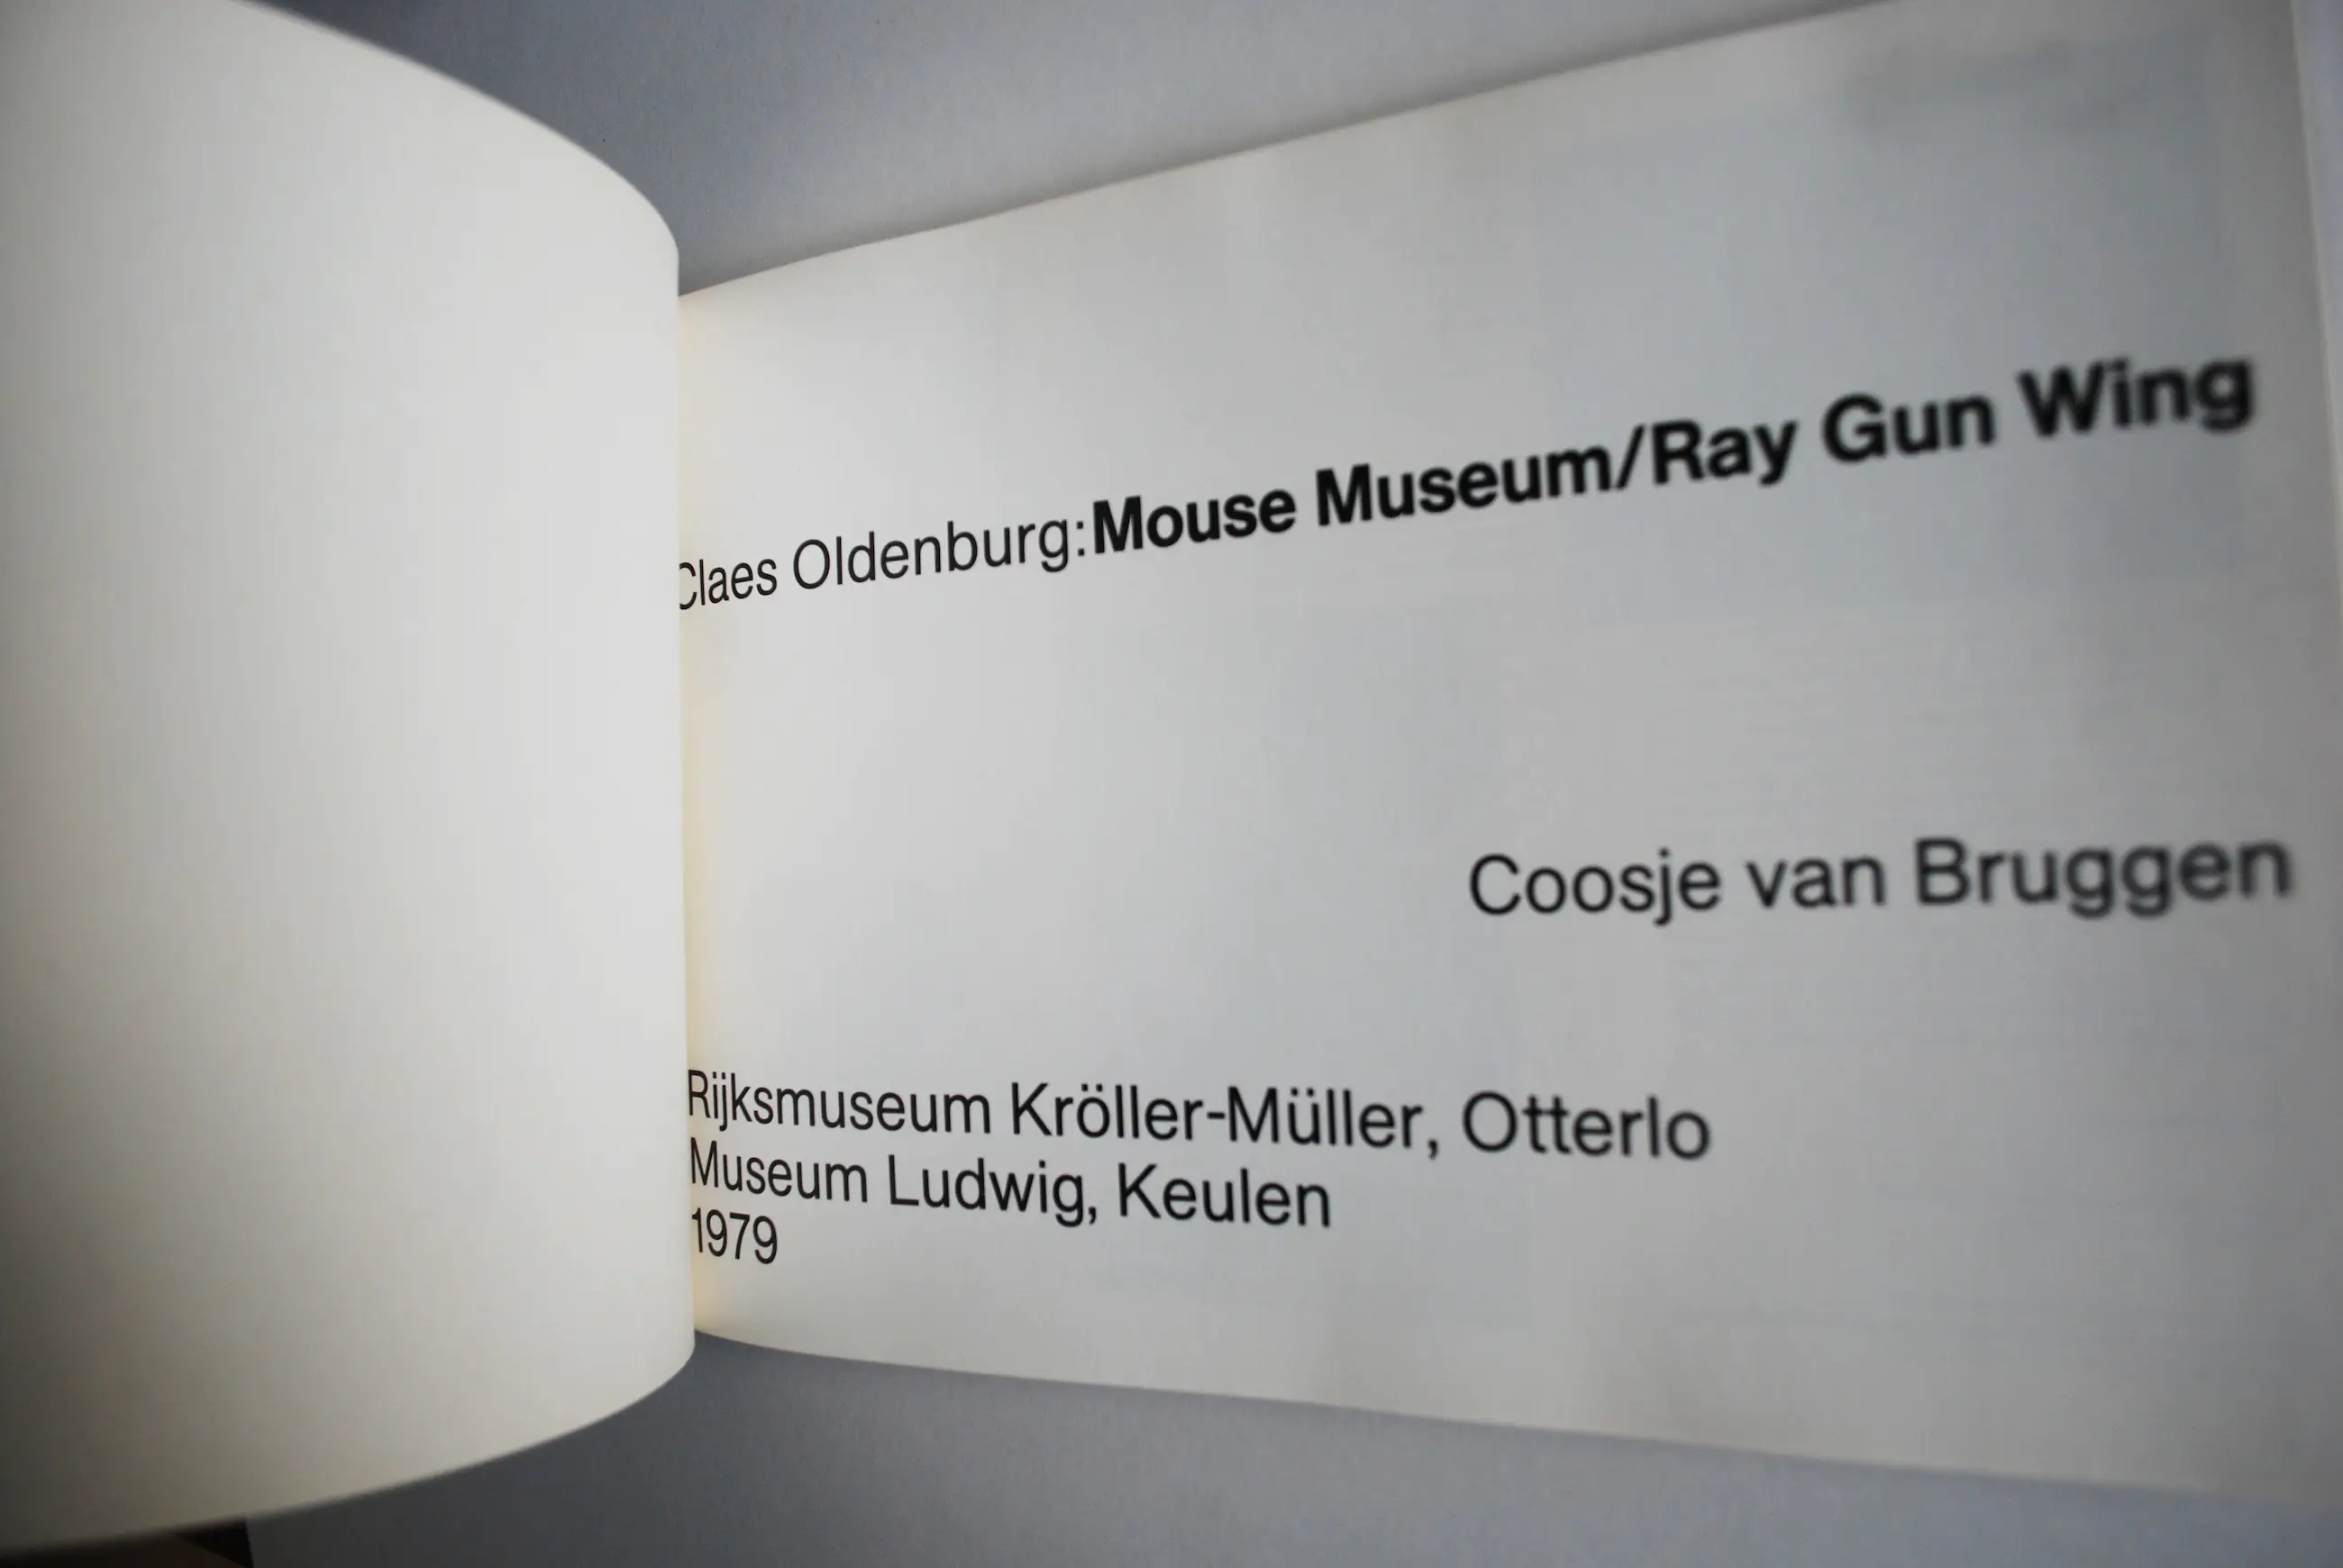 Claes Oldenburg:Mouse Museum/Ray Gun Wing
Coosje van Bruggen
Rijksmuseum Kröller-Müller, Otterlo
Museum Ludwig, Keulen
1979